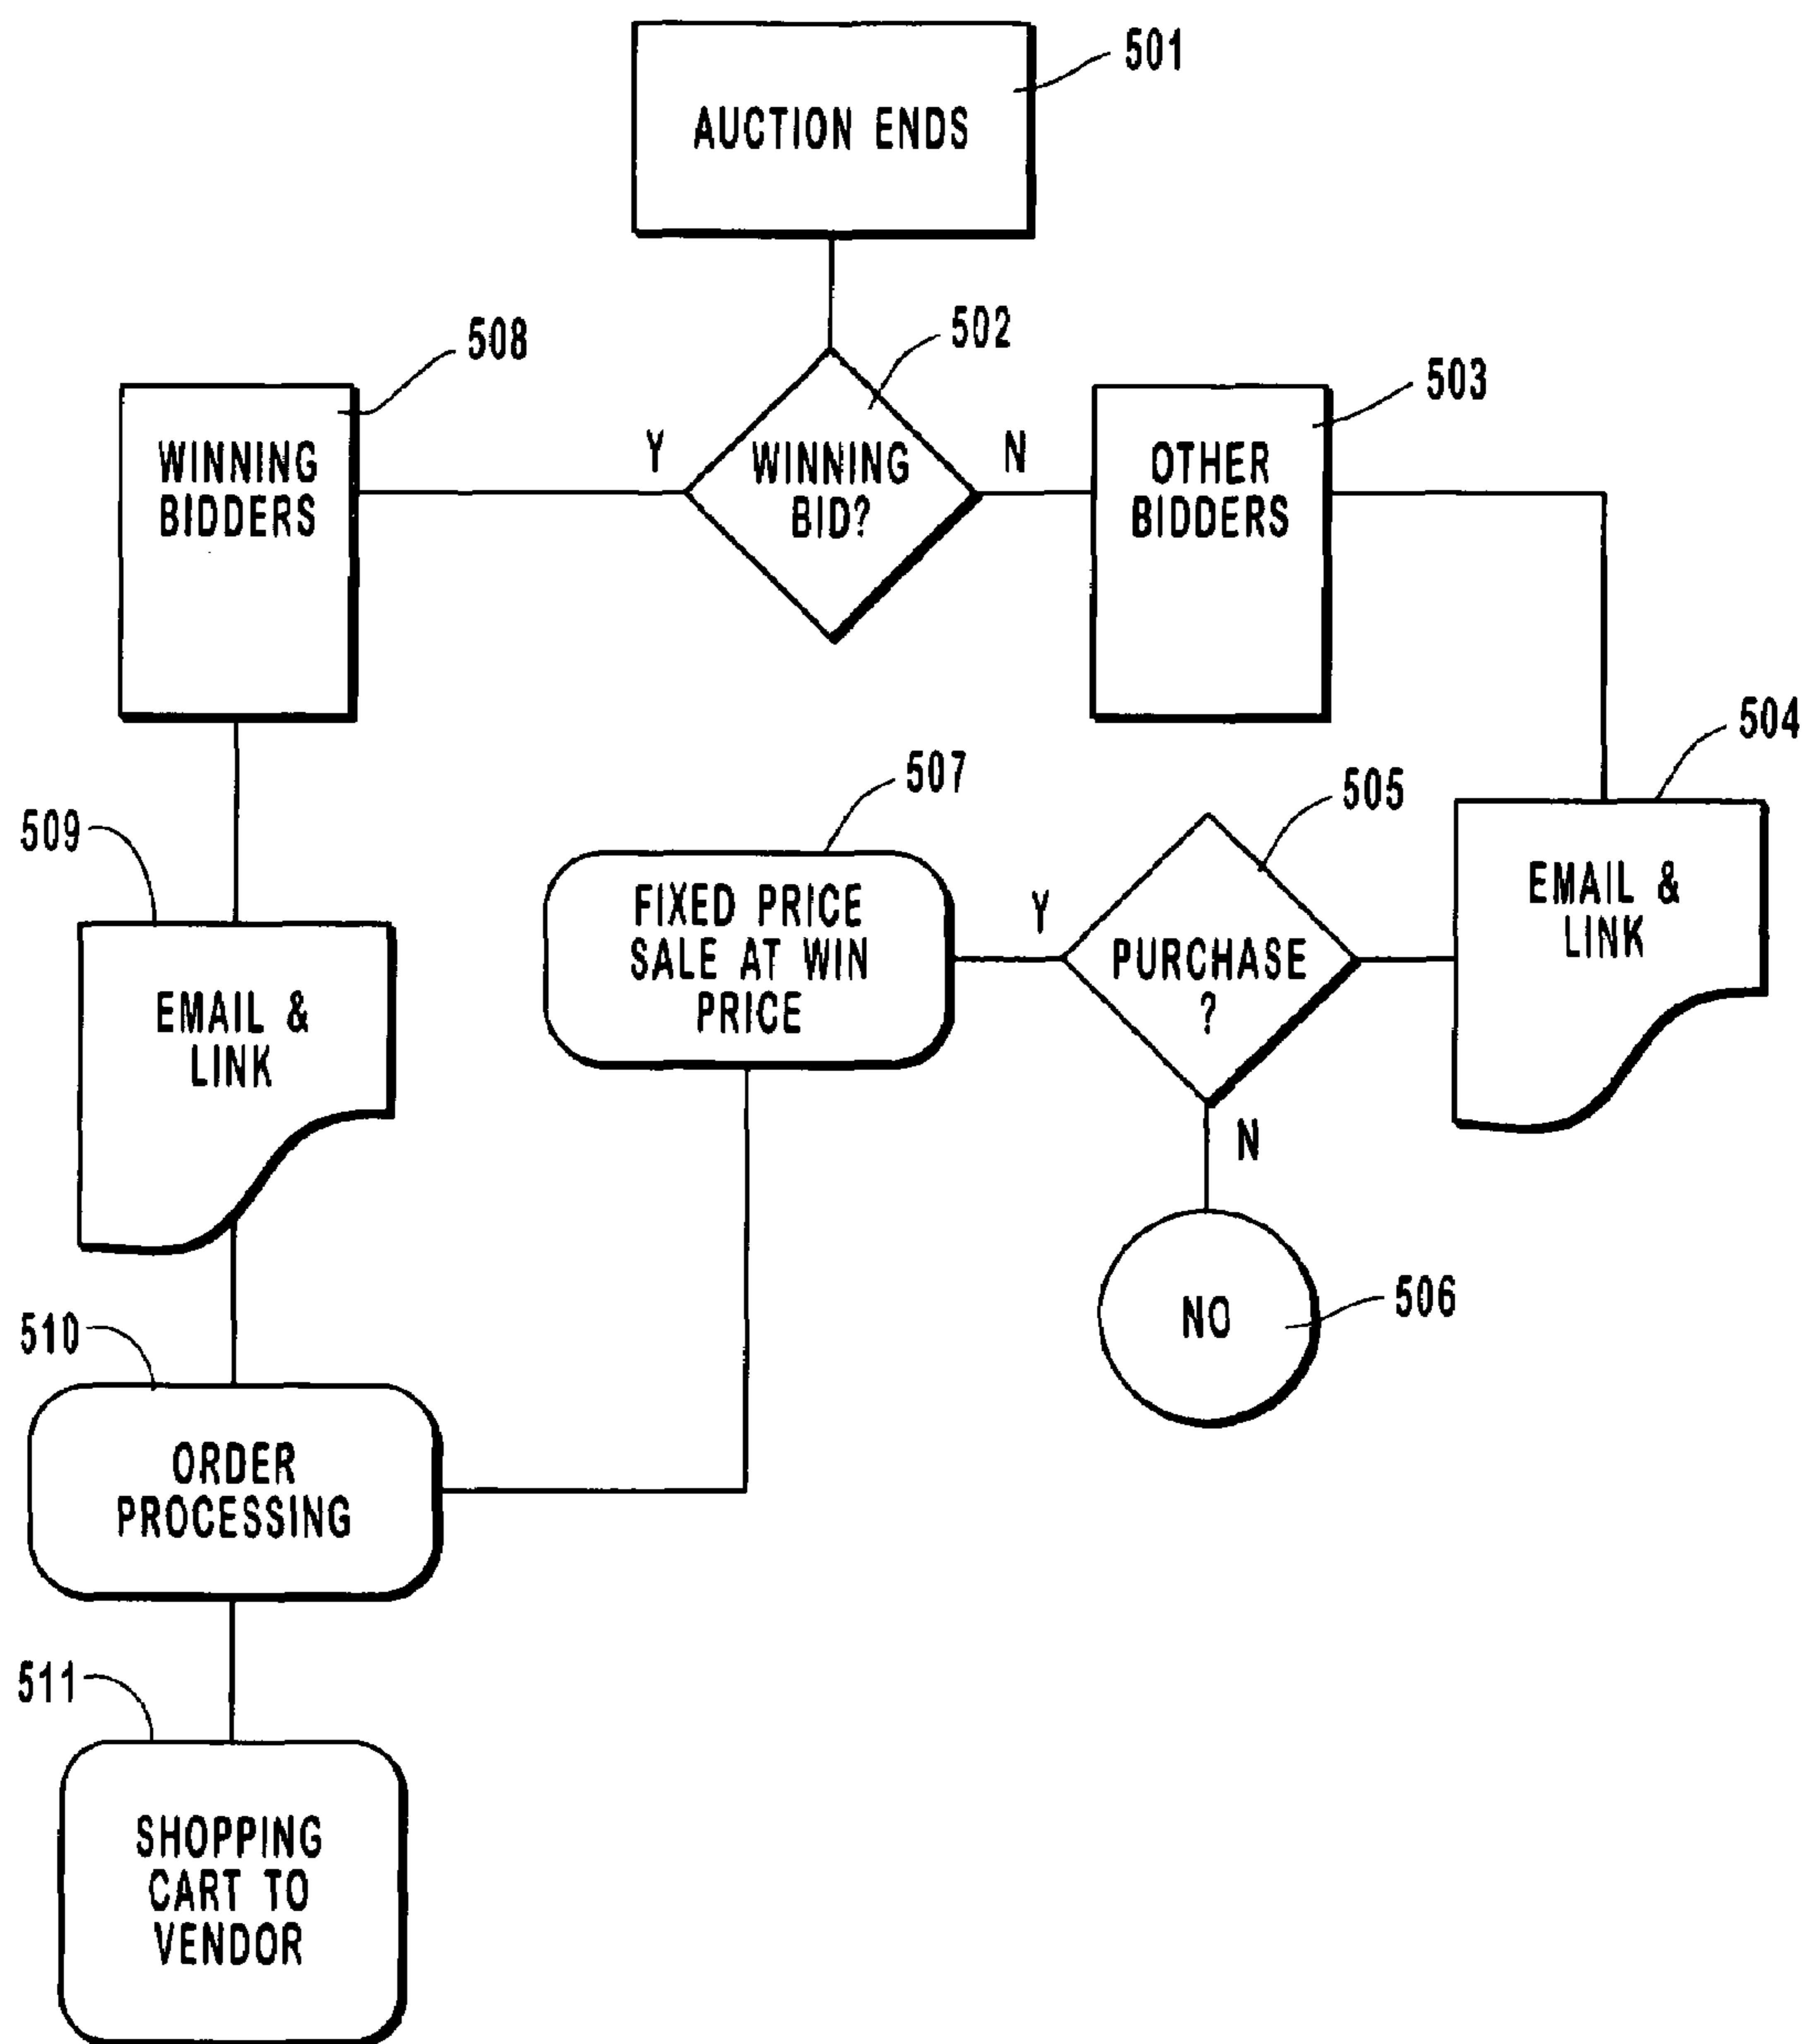 501
AUCTION ENDS
502
508
503
WINNING
BIDDERS
Y
WINNING
BID?
N
OTHER
BIDDERS
504
507
505
509
FIXED PRICE
SALE AT WIN
PRICE
Y
PURCHASE
?
EMAIL &
LINK
EMAIL &
LINK
N
510
NO
506
ORDER
PROCESSING
511
SHOPPING
CART TO
VENDOR